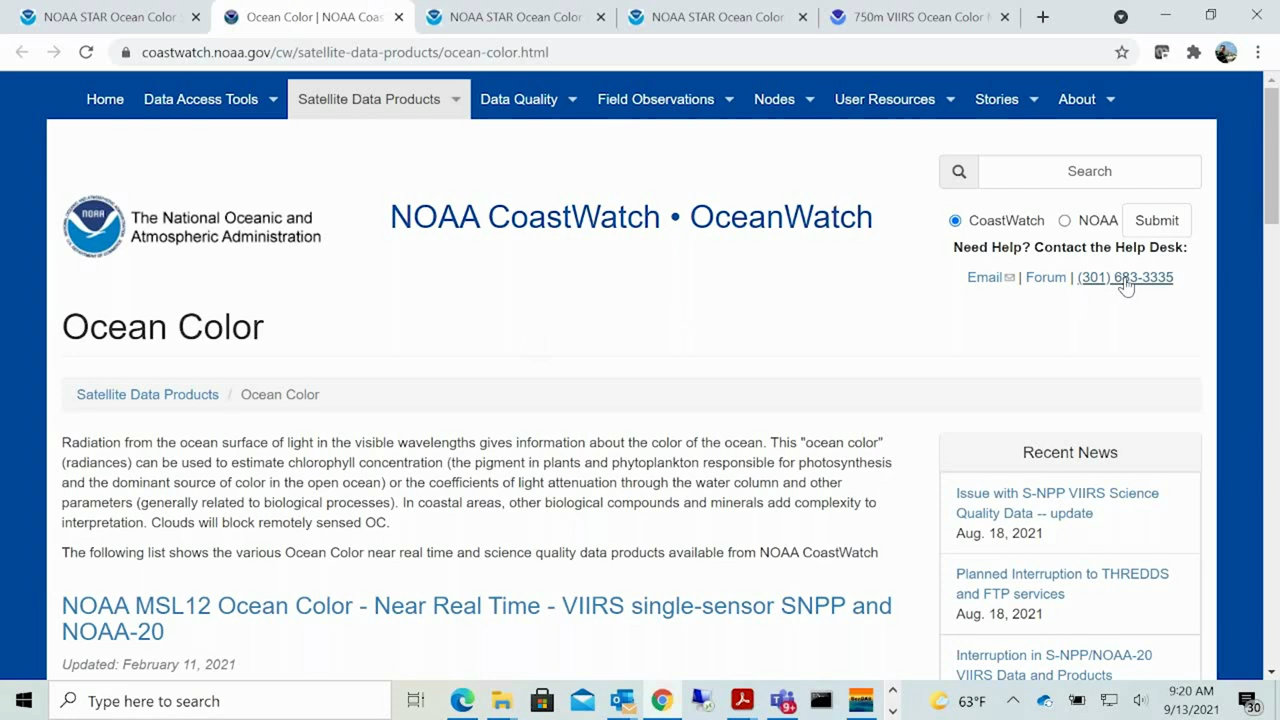 NOAA STAR Ocean Color
Ocean Color | NOAA Coas
NOAA STAR Ocean Color
NOAA STAR Ocean Color
750m VIIRS Ocean Color
coastwatch.noaa.gov/cw/satellite-data-products/ocean-color.html
Home
Data Access Tools
Satellite Data Products
Data Quality
Field Observations
Nodes
User Resources
Stories
About
Search
NOAA
The National Oceanic and
Atmospheric Administration
NOAA CoastWatch • OceanWatch
CoastWatch
NOAA
Submit
Need Help? Contact the Help Desk:
Email | Forum | (301) 683-3335
Ocean Color
Satellite Data Products / Ocean Color
Radiation from the ocean surface of light in the visible wavelengths gives information about the color of the ocean. This "ocean color"
(radiances) can be used to estimate chlorophyll concentration (the pigment in plants and phytoplankton responsible for photosynthesis
and the dominant source of color in the open ocean) or the coefficients of light attenuation through the water column and other
parameters (generally related to biological processes). In coastal areas, other biological compounds and minerals add complexity to
interpretation. Clouds will block remotely sensed OC.
The following list shows the various Ocean Color near real time and science quality data products available from NOAA CoastWatch
NOAA MSL12 Ocean Color - Near Real Time - VIIRS single-sensor SNPP and
NOAA-20
Updated: February 11, 2021
Recent News
Issue with S-NPP VIIRS Science
Quality Data -- update
Aug. 18, 2021
Planned Interruption to THREDDS
and FTP services
Aug. 18, 2021
Interruption in S-NPP/NOAA-20
VIIRS Data and Products
Type here to search
9+
63°F
9:20 AM
9/13/2021
30